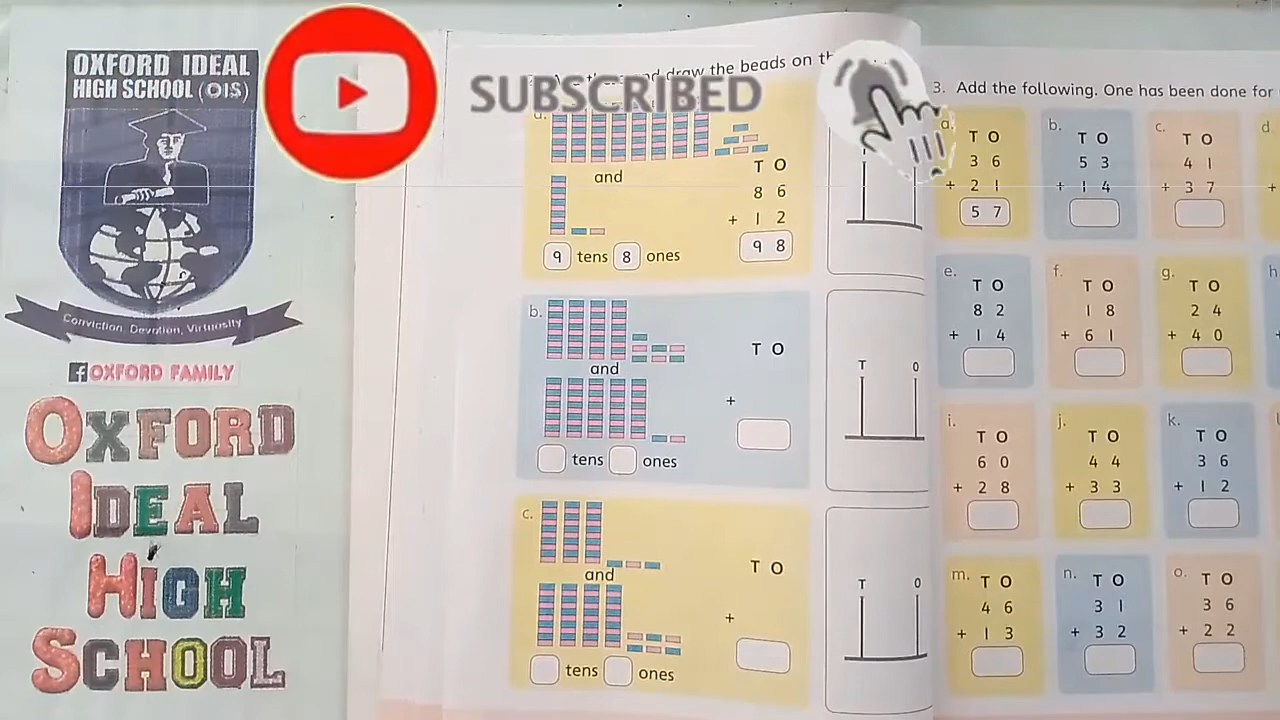 OXFORD IDEAL
HIGH SCHOOL (OIS)
Conviction, Devotion, Virtuosity
f OXFORD FAMILY
OXFORD
IDEAL
HIGH
SCHOOL
SUBSCRIBED
and draw the beads on
a.
and
T O
8 6
+ 1 2
9 8
9 tens 8 ones
b.
and
T O
+
tens ones
T O
c.
and
T O
+
tens ones
T O
3. Add the following. One has been done for
a.
T O
3 6
+ 2 1
5 7
b.
T O
5 3
+ 1 4
c.
T O
4 1
+ 3 7
d.
+
e.
T O
8 2
+ 1 4
f.
T O
1 8
+ 6 1
g.
T O
2 4
+ 4 0
h
i.
T O
6 0
+ 2 8
j.
T O
4 4
+ 3 3
k.
T O
3 6
+ 1 2
m.
T O
4 6
+ 1 3
n.
T O
3 1
+ 3 2
o.
T O
3 6
+ 2 2